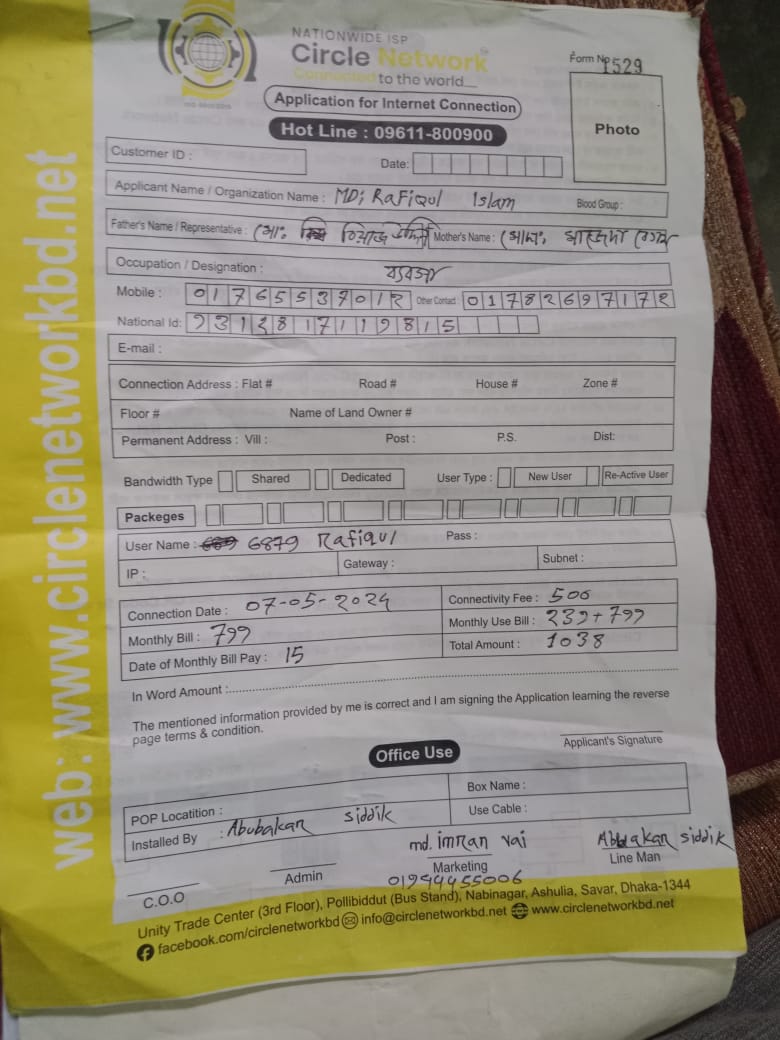 NATIONWIDE ISP
Circle Network
Connected to the world__
Form No 1529
Application for Internet Connection
Photo
Hot Line : 09611-800900
Customer ID :
Date:
Applicant Name / Organization Name : MD; RaFiqul Islam Blood Group :
Father's Name / Representative : মোঃ Mother's Name : মোছাঃ
Occupation / Designation : ব্যবসা
Mobile : 01765537012 Other Contact : 01782697172
National Id: 9312817119815
E-mail :
Connection Address : Flat # Road # House # Zone #
Floor # Name of Land Owner #
Permanent Address : Vill : Post : P.S. Dist:
Bandwidth Type Shared Dedicated User Type : New User Re-Active User
Packeges
User Name : 6879 Rafiqul Pass :
IP : Gateway : Subnet :
Connection Date : 07-05-2024 Connectivity Fee : 500
Monthly Bill : 799 Monthly Use Bill : 239+799
Date of Monthly Bill Pay : 15 Total Amount : 1038
In Word Amount :
The mentioned information provided by me is correct and I am signing the Application learning the reverse
page terms & condition.
Applicant's Signature
Office Use
POP Locatition : Box Name :
Installed By : Abubakar siddik Use Cable :
md. imran vai siddik
C.O.O Admin Marketing Line Man
01944455006
Unity Trade Center (3rd Floor), Pollibiddut (Bus Stand), Nabinagar, Ashulia, Savar, Dhaka-1344
facebook.com/circlenetworkbd info@circlenetworkbd.net www.circlenetworkbd.net
web: www.circlenetworkbd.net